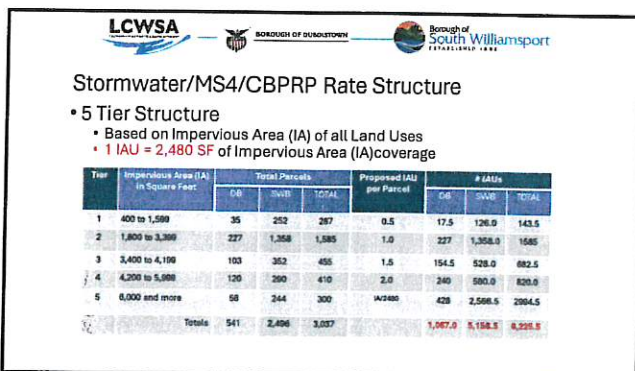 LCWSA
BOROUGH OF DUBOISTOWN
Borough of
South Williamsport
ESTABLISHED 1886
Stormwater/MS4/CBPRP Rate Structure
• 5 Tier Structure
• Based on Impervious Area (IA) of all Land Uses
• 1 IAU = 2,480 SF of Impervious Area (IA)coverage
Tier Impervious Area (IA) in Square Feet Total Parcels Proposed IAU per Parcel # IAUs
DB SWB TOTAL DB SWB TOTAL
1 400 to 1,599 35 252 287 0.5 17.5 126.0 143.5
2 1,600 to 3,399 227 1,358 1,585 1.0 227 1,358.0 1585
3 3,400 to 4,199 103 352 455 1.5 154.5 528.0 682.5
4 4,200 to 5,999 120 290 410 2.0 240 580.0 820.0
5 6,000 and more 244 300 IA/2480 428 2,566.5 2994.5
Totals 541 2,496 3,037 1,067.0 5,158.5 6,225.5